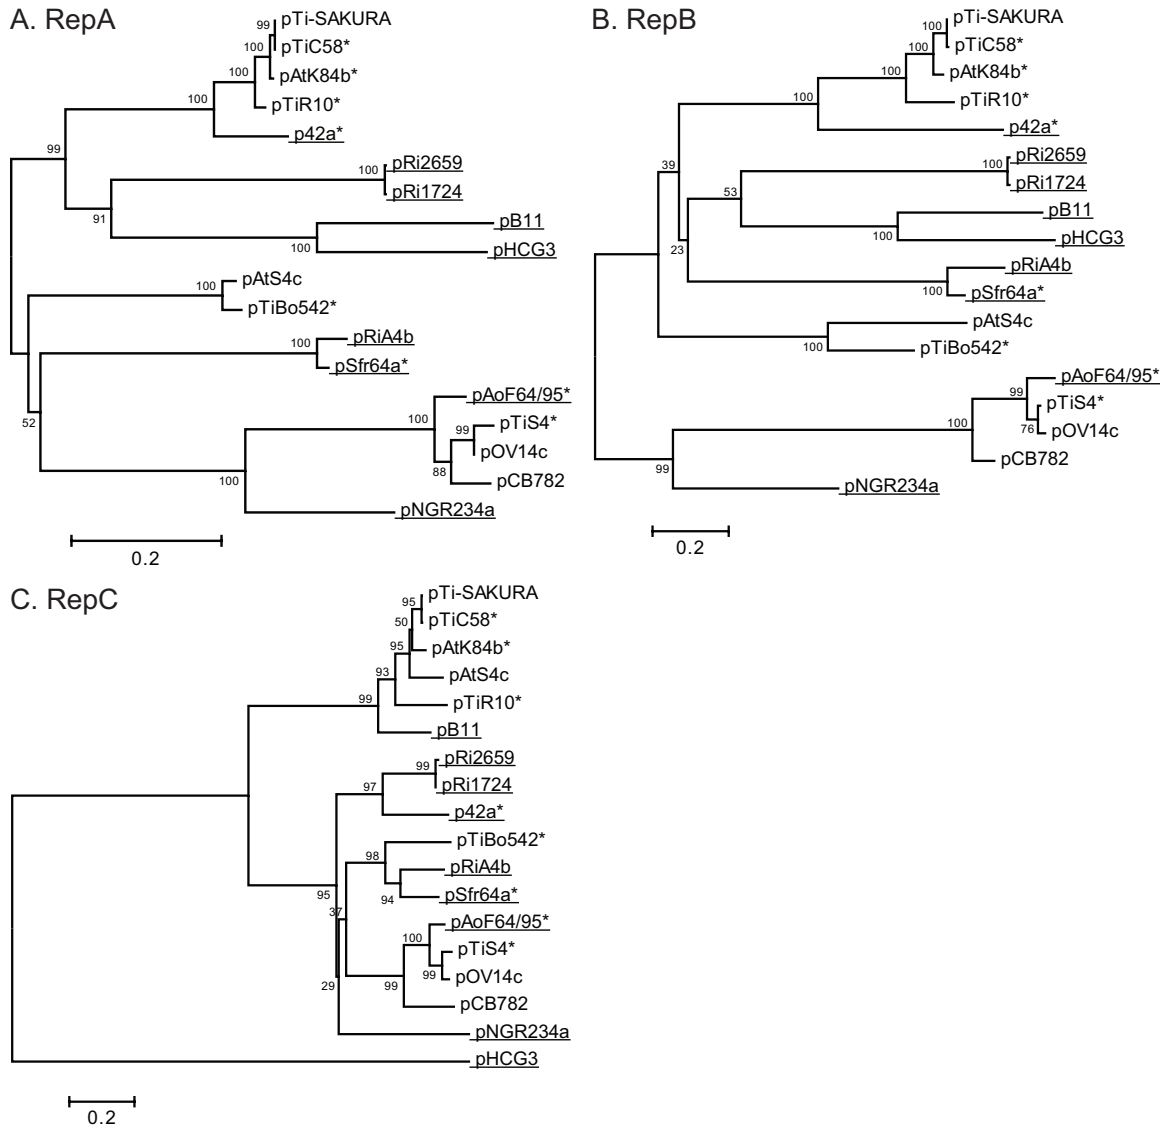 A. RepA
99
pTi-SAKURA
100
pTiC58*
100
pAtK84b*
100
pTiR10*
p42a*
99
100
pRi2659
pRi1724
91
pB11
100
pHCG3
100
pAtS4c
pTiBo542*
100
pRiA4b
pSfr64a*
52
pAoF64/95*
100
99
pTiS4*
pOV14c
88
pCB782
100
pNGR234a
0.2
B. RepB
100
pTi-SAKURA
100
pTiC58*
100
pAtK84b*
100
pTiR10*
p42a*
39
100
pRi2659
53
pRi1724
pB11
100
pHCG3
23
pRiA4b
100
pSfr64a*
pAtS4c
100
pTiBo542*
pAoF64/95*
99
pTiS4*
100
76
pOV14c
pCB782
99
pNGR234a
0.2
C. RepC
95
pTi-SAKURA
50
pTiC58*
95
pAtK84b*
93
pAtS4c
99
pTiR10*
pB11
99
pRi2659
97
pRi1724
p42a*
pTiBo542*
98
pRiA4b
95
94
pSfr64a*
37
pAoF64/95*
100
pTiS4*
99
pOV14c
29
99
pCB782
pNGR234a
pHCG3
0.2